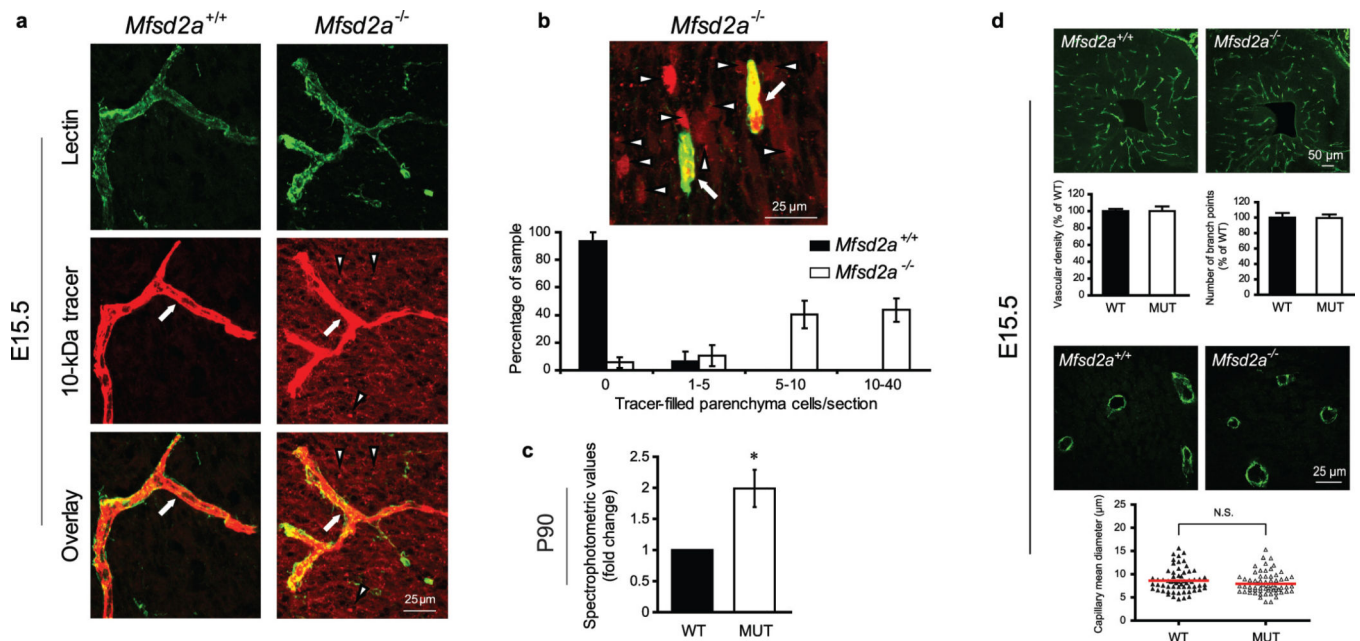 a
Mfsd2a+/+
Mfsd2a-/-
E15.5
Lectin
10-kDa tracer
Overlay
25 µm
b
Mfsd2a-/-
25 µm
Percentage of sample
100
80
60
40
20
0
Mfsd2a+/+
Mfsd2a-/-
0
1-5
5-10
10-40
Tracer-filled parenchyma cells/section
c
P90
Spectrophotometric values
(fold change)
2.5
2
1.5
1
0.5
0
*
WT
MUT
d
E15.5
Mfsd2a+/+
Mfsd2a-/-
50 µm
Vascular density (% of WT)
120
100
80
60
40
20
0
WT
MUT
Number of branch points
(% of WT)
120
100
80
60
40
20
0
WT
MUT
Mfsd2a+/+
Mfsd2a-/-
25 µm
Capillary mean diameter (µm)
25
20
15
10
5
0
N.S.
WT
MUT